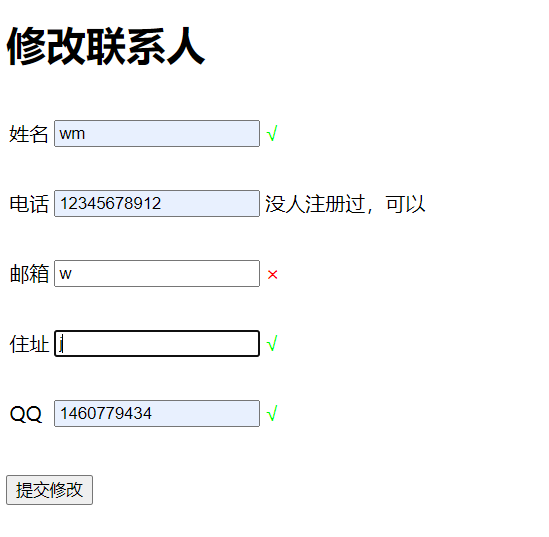 修改联系人
姓名 wm √
电话 12345678912 没人注册过，可以
邮箱 w ×
住址 j √
QQ 1460779434 √
提交修改